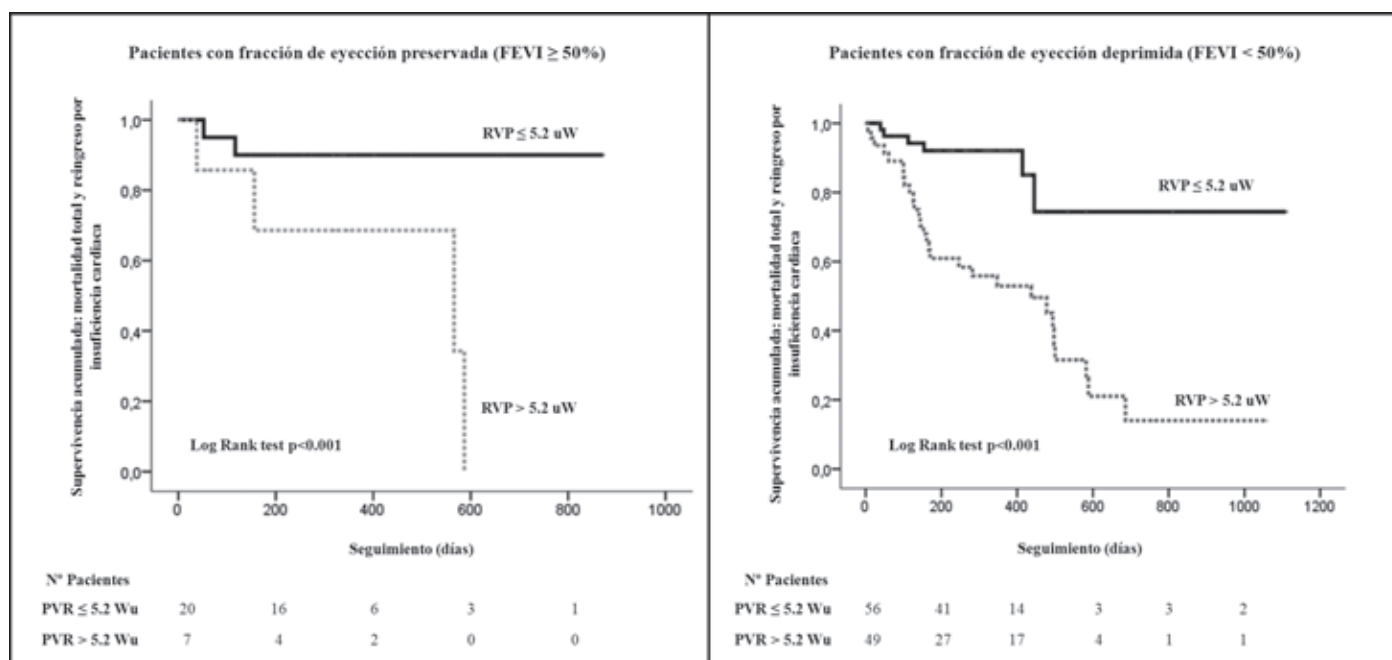 Pacientes con fracción de eyección preservada (FEVI ≥ 50%)
Supervivencia acumulada: mortalidad total y reingreso por
insuficiencia cardiaca
1,0
0,8
0,6
0,4
0,2
0,0
RVP ≤ 5.2 uW
RVP > 5.2 uW
Log Rank test p<0.001
0 200 400 600 800 1000
Seguimiento (días)
Nº Pacientes
PVR ≤ 5.2 Wu 20 16 6 3 1
PVR > 5.2 Wu 7 4 2 0 0
Pacientes con fracción de eyección deprimida (FEVI < 50%)
Supervivencia acumulada: mortalidad total y reingreso por
insuficiencia cardiaca
1,0
0,8
0,6
0,4
0,2
0,0
RVP ≤ 5.2 uW
RVP > 5.2 uW
Log Rank test p<0.001
0 200 400 600 800 1000 1200
Seguimiento (días)
Nº Pacientes
PVR ≤ 5.2 Wu 56 41 14 3 3 2
PVR > 5.2 Wu 49 27 17 4 1 1